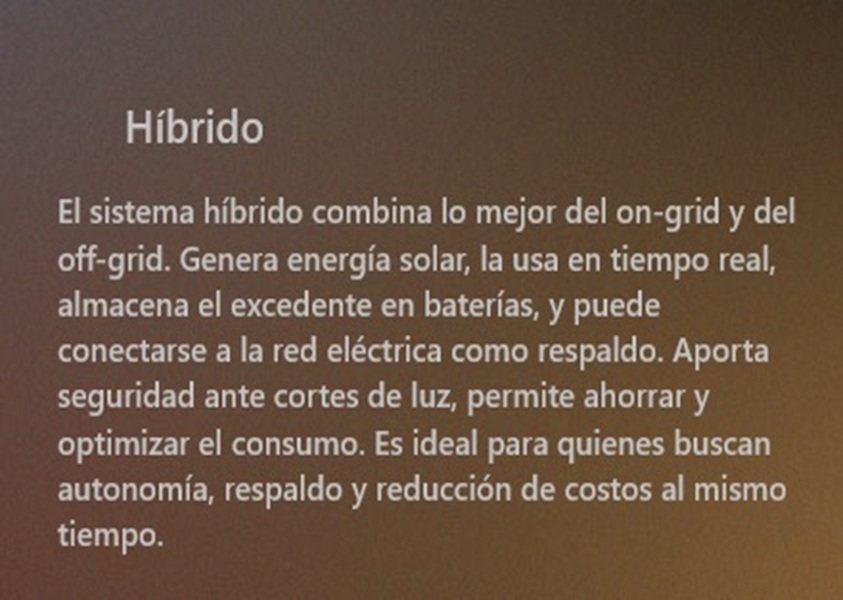 Híbrido
El sistema híbrido combina lo mejor del on-grid y del
off-grid. Genera energía solar, la usa en tiempo real,
almacena el excedente en baterías, y puede
conectarse a la red eléctrica como respaldo. Aporta
seguridad ante cortes de luz, permite ahorrar y
optimizar el consumo. Es ideal para quienes buscan
autonomía, respaldo y reducción de costos al mismo
tiempo.